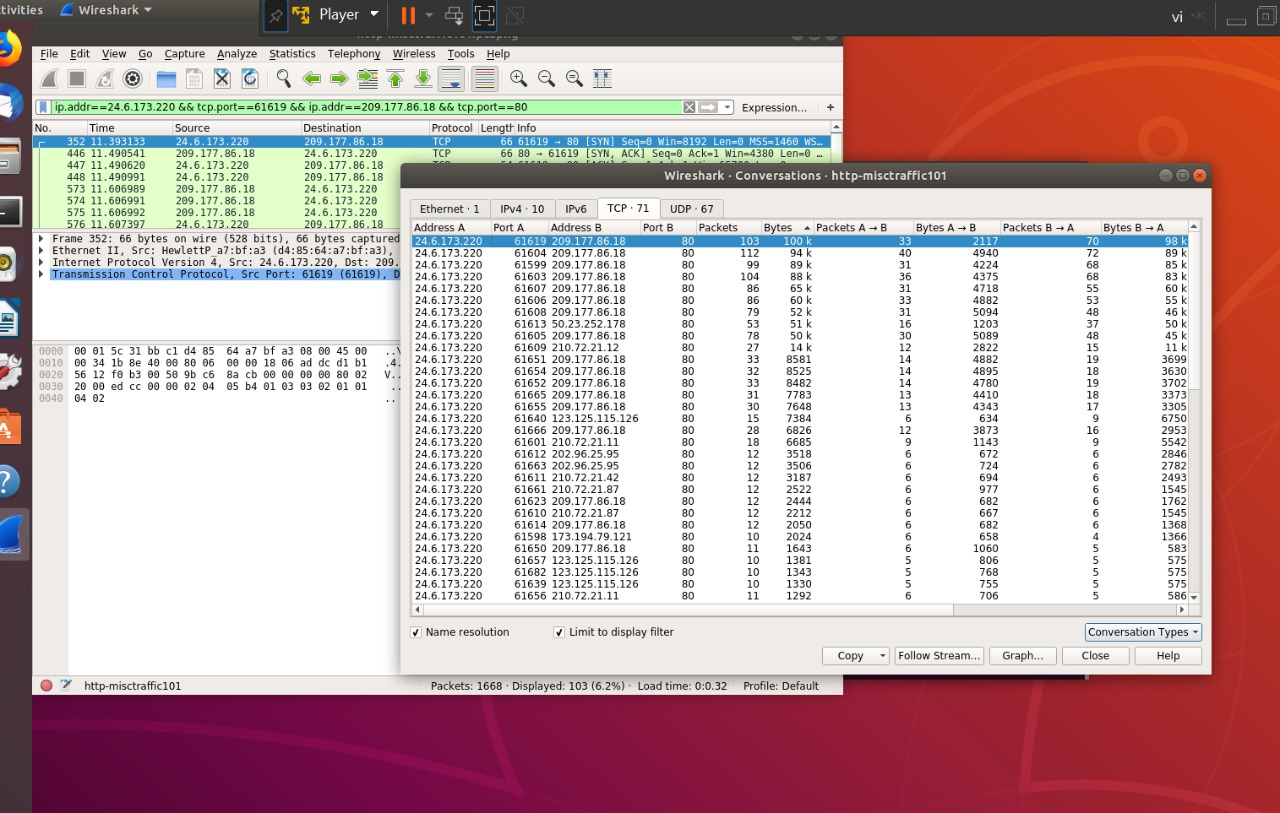 tivities Wireshark Player vi
File Edit View Go Capture Analyze Statistics Telephony Wireless Tools Help
ip.addr==24.6.173.220 && tcp.port==61619 && ip.addr==209.177.86.18 && tcp.port==80 Expression... +
No. Time Source Destination Protocol Length Info
352 11.393133 24.6.173.220 209.177.86.18 TCP 66 61619 → 80 [SYN] Seq=0 Win=8192 Len=0 MSS=1460 WS...
446 11.490541 209.177.86.18 24.6.173.220 TCP 66 80 → 61619 [SYN, ACK] Seq=0 Ack=1 Win=4380 Len=0 ...
447 11.490620 24.6.173.220 209.177.86.18
448 11.490991 24.6.173.220 209.177.86.18
573 11.606989 209.177.86.18 24.6.173.220
574 11.606991 209.177.86.18 24.6.173.220
575 11.606992 209.177.86.18 24.6.173.220
576 11.607397 24.6.173.220 209.177.86.18
Frame 352: 66 bytes on wire (528 bits), 66 bytes captured
Ethernet II, Src: HewlettP_a7:bf:a3 (d4:85:64:a7:bf:a3),
Internet Protocol Version 4, Src: 24.6.173.220, Dst: 209.
Transmission Control Protocol, Src Port: 61619 (61619), D
0000 00 01 5c 31 bb c1 d4 85 64 a7 bf a3 08 00 45 00 ..\
0010 00 34 1b 8e 40 00 80 06 00 00 18 06 ad dc d1 b1 .4.
0020 56 12 f0 b3 00 50 9b c6 8a cb 00 00 00 00 80 02 V..
0030 20 00 ed cc 00 00 02 04 05 b4 01 03 03 02 01 01 ..
0040 04 02 ..
http-misctraffic101 Packets: 1668 · Displayed: 103 (6.2%) · Load time: 0:0.32 Profile: Default
Wireshark · Conversations · http-misctraffic101
Ethernet · 1 IPv4 · 10 IPv6 TCP · 71 UDP · 67
Address A Port A Address B Port B Packets Bytes Packets A → B Bytes A → B Packets B → A Bytes B → A
24.6.173.220 61619 209.177.86.18 80 103 100 k 33 2117 70 98 k
24.6.173.220 61604 209.177.86.18 80 112 94 k 40 4940 72 89 k
24.6.173.220 61599 209.177.86.18 80 99 89 k 31 4224 68 85 k
24.6.173.220 61603 209.177.86.18 80 104 88 k 36 4375 68 83 k
24.6.173.220 61607 209.177.86.18 80 86 65 k 31 4718 55 60 k
24.6.173.220 61606 209.177.86.18 80 86 60 k 33 4882 53 55 k
24.6.173.220 61608 209.177.86.18 80 79 52 k 31 5094 48 46 k
24.6.173.220 61613 50.23.252.178 80 53 51 k 16 1203 37 50 k
24.6.173.220 61605 209.177.86.18 80 78 50 k 30 5089 48 45 k
24.6.173.220 61609 210.72.21.12 80 27 14 k 12 2822 15 11 k
24.6.173.220 61651 209.177.86.18 80 33 8581 14 4882 19 3699
24.6.173.220 61654 209.177.86.18 80 32 8525 14 4895 18 3630
24.6.173.220 61652 209.177.86.18 80 33 8482 14 4780 19 3702
24.6.173.220 61665 209.177.86.18 80 31 7783 13 4410 18 3373
24.6.173.220 61655 209.177.86.18 80 30 7648 13 4343 17 3305
24.6.173.220 61640 123.125.115.126 80 15 7384 6 634 9 6750
24.6.173.220 61666 209.177.86.18 80 28 6826 12 3873 16 2953
24.6.173.220 61601 210.72.21.11 80 18 6685 9 1143 9 5542
24.6.173.220 61612 202.96.25.95 80 12 3518 6 672 6 2846
24.6.173.220 61663 202.96.25.95 80 12 3506 6 724 6 2782
24.6.173.220 61611 210.72.21.42 80 12 3187 6 694 6 2493
24.6.173.220 61661 210.72.21.87 80 12 2522 6 977 6 1545
24.6.173.220 61623 209.177.86.18 80 12 2444 6 682 6 1762
24.6.173.220 61610 210.72.21.87 80 12 2212 6 667 6 1545
24.6.173.220 61614 209.177.86.18 80 12 2050 6 682 6 1368
24.6.173.220 61598 173.194.79.121 80 10 2024 6 658 4 1366
24.6.173.220 61650 209.177.86.18 80 11 1643 6 1060 5 583
24.6.173.220 61657 123.125.115.126 80 10 1381 5 806 5 575
24.6.173.220 61682 123.125.115.126 80 10 1343 5 768 5 575
24.6.173.220 61639 123.125.115.126 80 10 1330 5 755 5 575
24.6.173.220 61656 210.72.21.11 80 11 1292 6 706 5 586
Name resolution Limit to display filter Conversation Types
Copy Follow Stream... Graph... Close Help